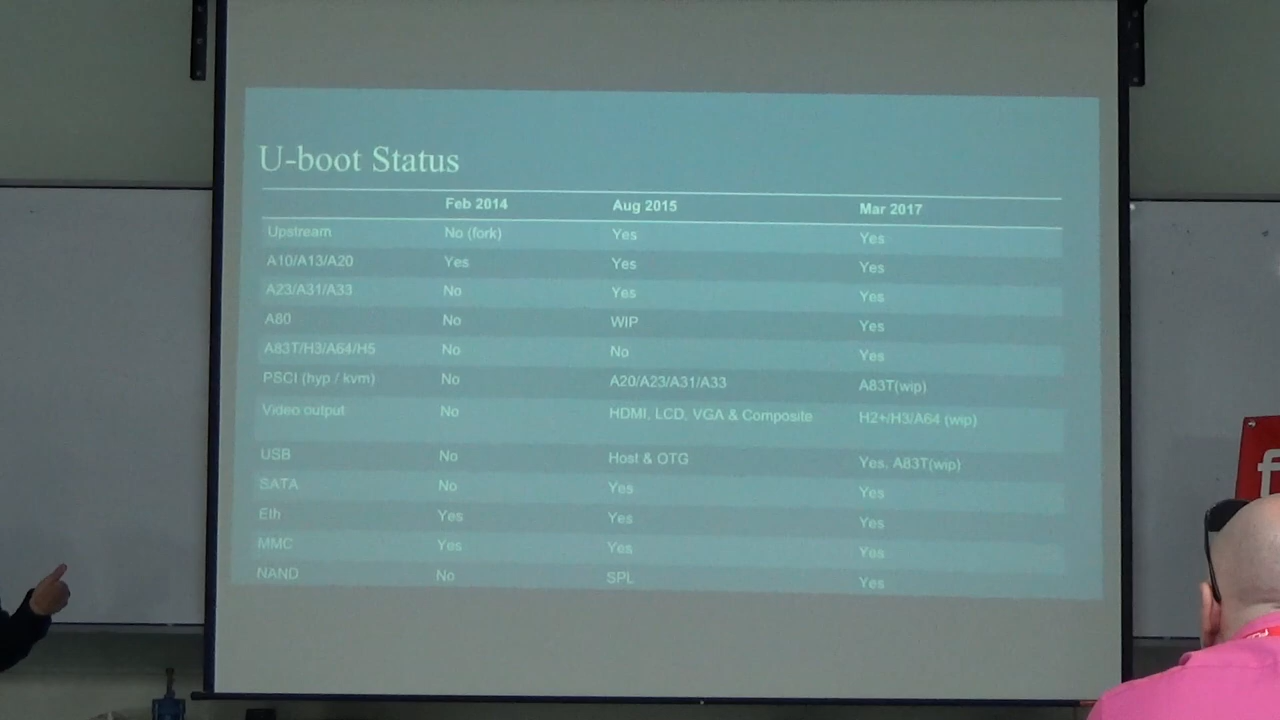 U-boot Status
Feb 2014 Aug 2015 Mar 2017
Upstream No (fork) Yes Yes
A10/A13/A20 Yes Yes Yes
A23/A31/A33 No Yes Yes
A80 No WIP Yes
A83T/H3/A64/H5 No No Yes
PSCI (hyp / kvm) No A20/A23/A31/A33 A83T(wip)
Video output No HDMI, LCD, VGA & Composite H2+/H3/A64 (wip)
USB No Host & OTG Yes, A83T(wip)
SATA No Yes Yes
Eth Yes Yes Yes
MMC Yes Yes Yes
NAND No SPL Yes
f